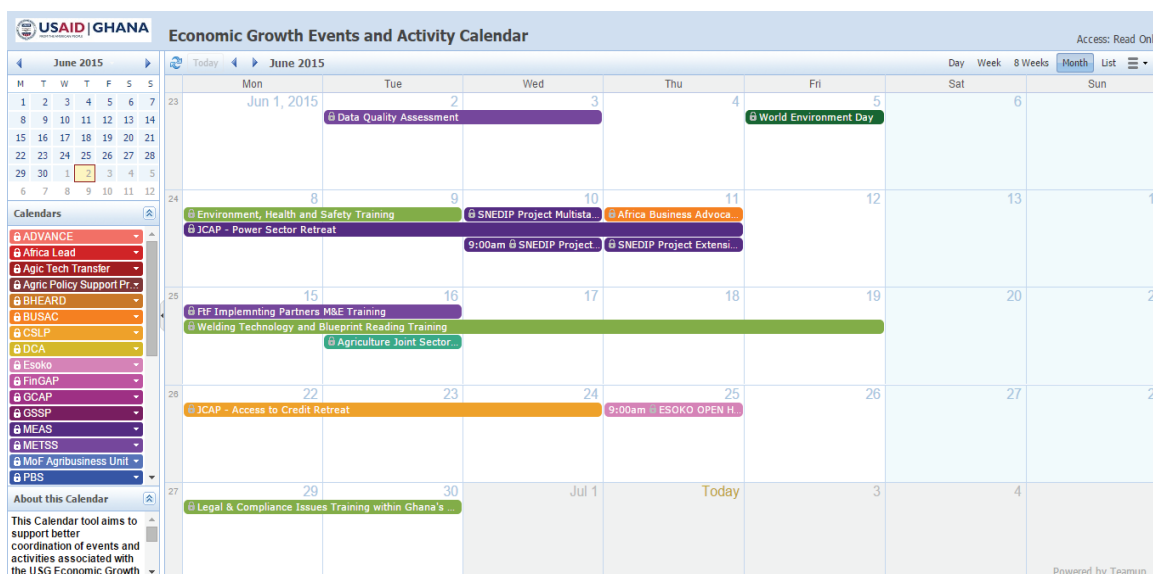 USAID | GHANA
Economic Growth Events and Activity Calendar
Access: Read Onl
June 2015
M T W T F S S
1 2 3 4 5 6 7
8 9 10 11 12 13 14
15 16 17 18 19 20 21
22 23 24 25 26 27 28
29 30 1 2 3 4 5
6 7 8 9 10 11 12
Calendars
ADVANCE
Africa Lead
Agic Tech Transfer
Agric Policy Support Pr...
BHEARD
BUSAC
CSLP
DCA
Esoko
FinGAP
GCAP
GSSP
MEAS
METSS
MoF Agribusiness Unit
PBS
About this Calendar
This Calendar tool aims to
support better
coordination of events and
activities associated with
the USG Economic Growth
Today June 2015 Day Week 8 Weeks Month List
Mon Tue Wed Thu Fri Sat Sun
23 Jun 1, 2015 2 3 4 5 6
Data Quality Assessment World Environment Day
24 8 9 10 11 12 13 1
Environment, Health and Safety Training SNEDIP Project Multista... Africa Business Advoca...
JCAP - Power Sector Retreat
9:00am SNEDIP Project... SNEDIP Project Extensi...
25 15 16 17 18 19 20 2
FtF Implemnting Partners M&E Training
Welding Technology and Blueprint Reading Training
Agriculture Joint Sector...
26 22 23 24 25 26 27 2
JCAP - Access to Credit Retreat 9:00am ESOKO OPEN H...
27 29 30 Jul 1 Today 3 4
Legal & Compliance Issues Training within Ghana's ...
Powered by Teamup